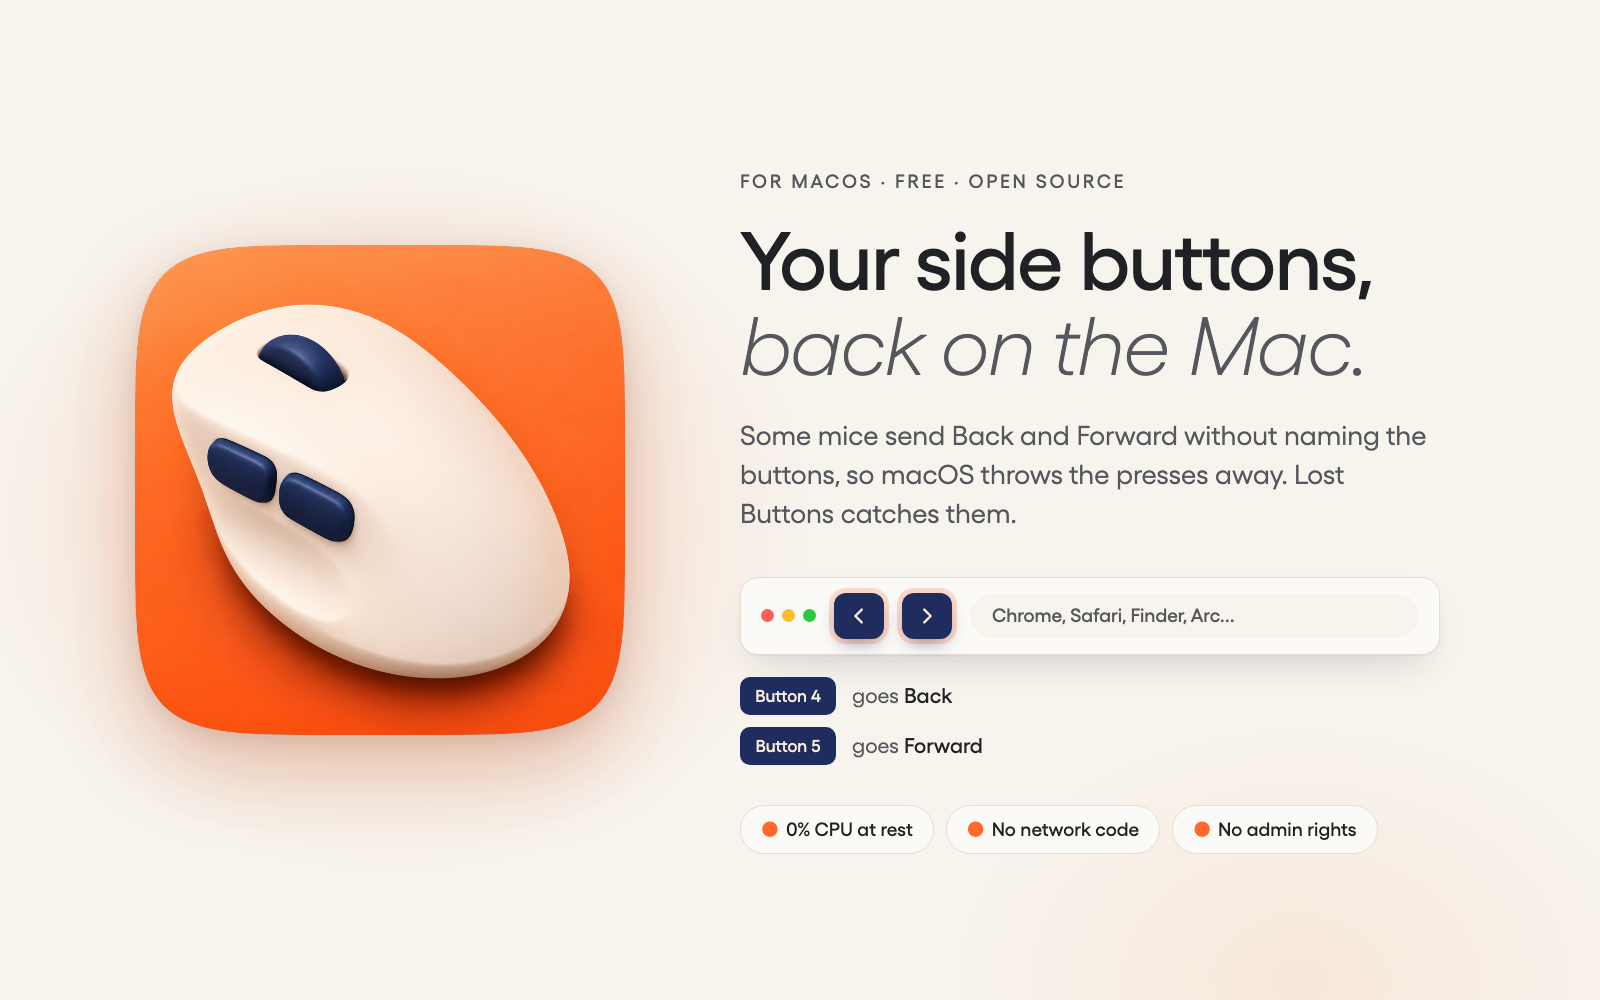 FOR MACOS · FREE · OPEN SOURCE
Your side buttons,
back on the Mac.
Some mice send Back and Forward without naming the
buttons, so macOS throws the presses away. Lost
Buttons catches them.
Chrome, Safari, Finder, Arc...
Button 4 goes Back
Button 5 goes Forward
0% CPU at rest No network code No admin rights